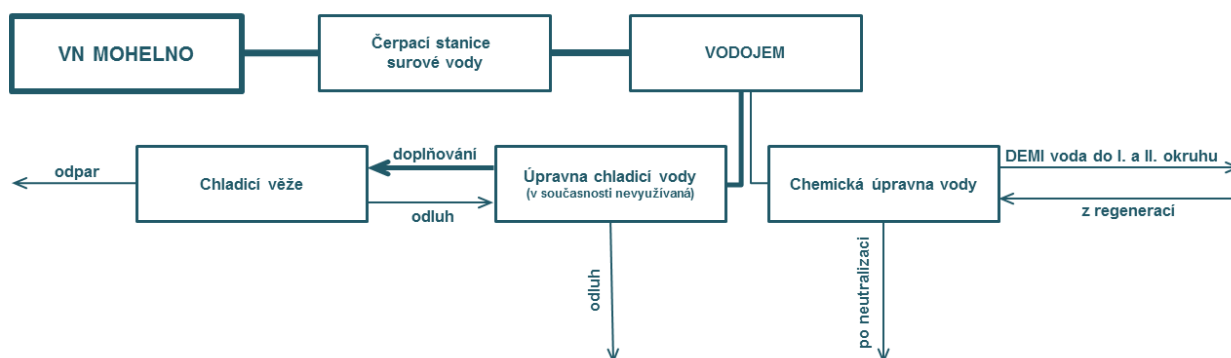 VN MOHELNO
Čerpací stanice
surové vody
VODOJEM
odpar
Chladicí věže
doplňování
odluh
Úpravna chladicí vody
(v současnosti nevyužívaná)
Chemická úpravna vody
DEMI voda do I. a II. okruhu
z regenerací
odluh
po neutralizaci